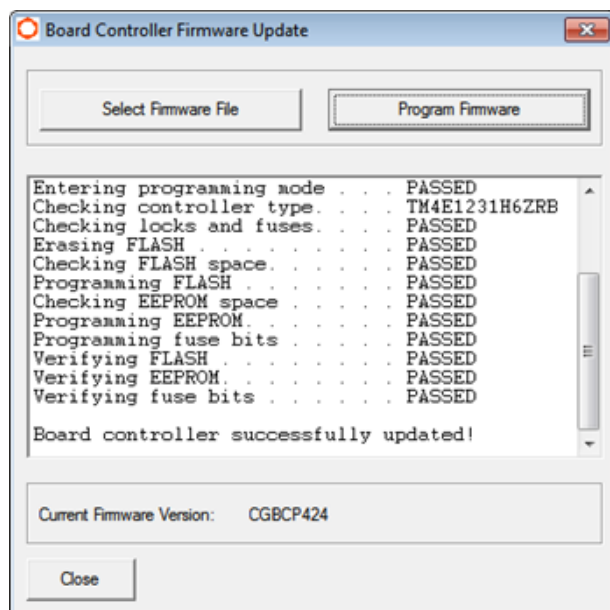 Board Controller Firmware Update
Select Firmware File
Program Firmware
Entering programming mode . . . PASSED
Checking controller type. . . . TM4E1231H6ZRB
Checking locks and fuses. . . . PASSED
Erasing FLASH . . . . . . . . . PASSED
Checking FLASH space. . . . . . PASSED
Programming FLASH . . . . . . . PASSED
Checking EEPROM space . . . . . PASSED
Programming EEPROM. . . . . . . PASSED
Programming fuse bits . . . . . PASSED
Verifying FLASH . . . . . . . . PASSED
Verifying EEPROM. . . . . . . . PASSED
Verifying fuse bits . . . . . . PASSED
Board controller successfully updated!
Current Firmware Version: CGBCP424
Close